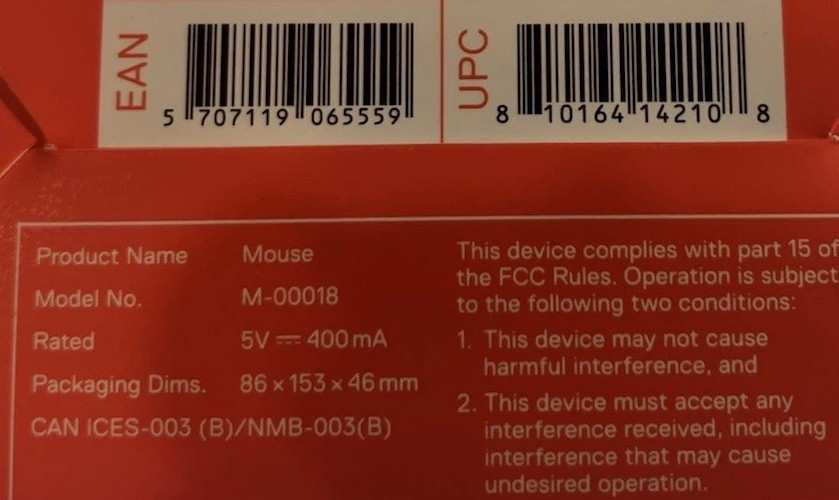 EAN
5 707119 065559
UPC
8 10164 14210 8
Product Name Mouse
Model No. M-00018
Rated 5V ⎓ 400 mA
Packaging Dims. 86 x 153 x 46 mm
CAN ICES-003 (B)/NMB-003(B)
This device complies with part 15 of
the FCC Rules. Operation is subject
to the following two conditions:
1. This device may not cause
harmful interference, and
2. This device must accept any
interference received, including
interference that may cause
undesired operation.